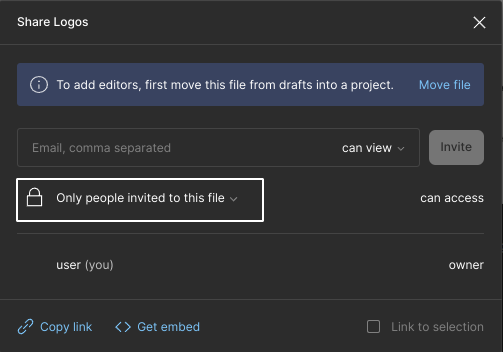 Share Logos
To add editors, first move this file from drafts into a project. Move file
Email, comma separated can view Invite
Only people invited to this file can access
user (you) owner
Copy link Get embed Link to selection